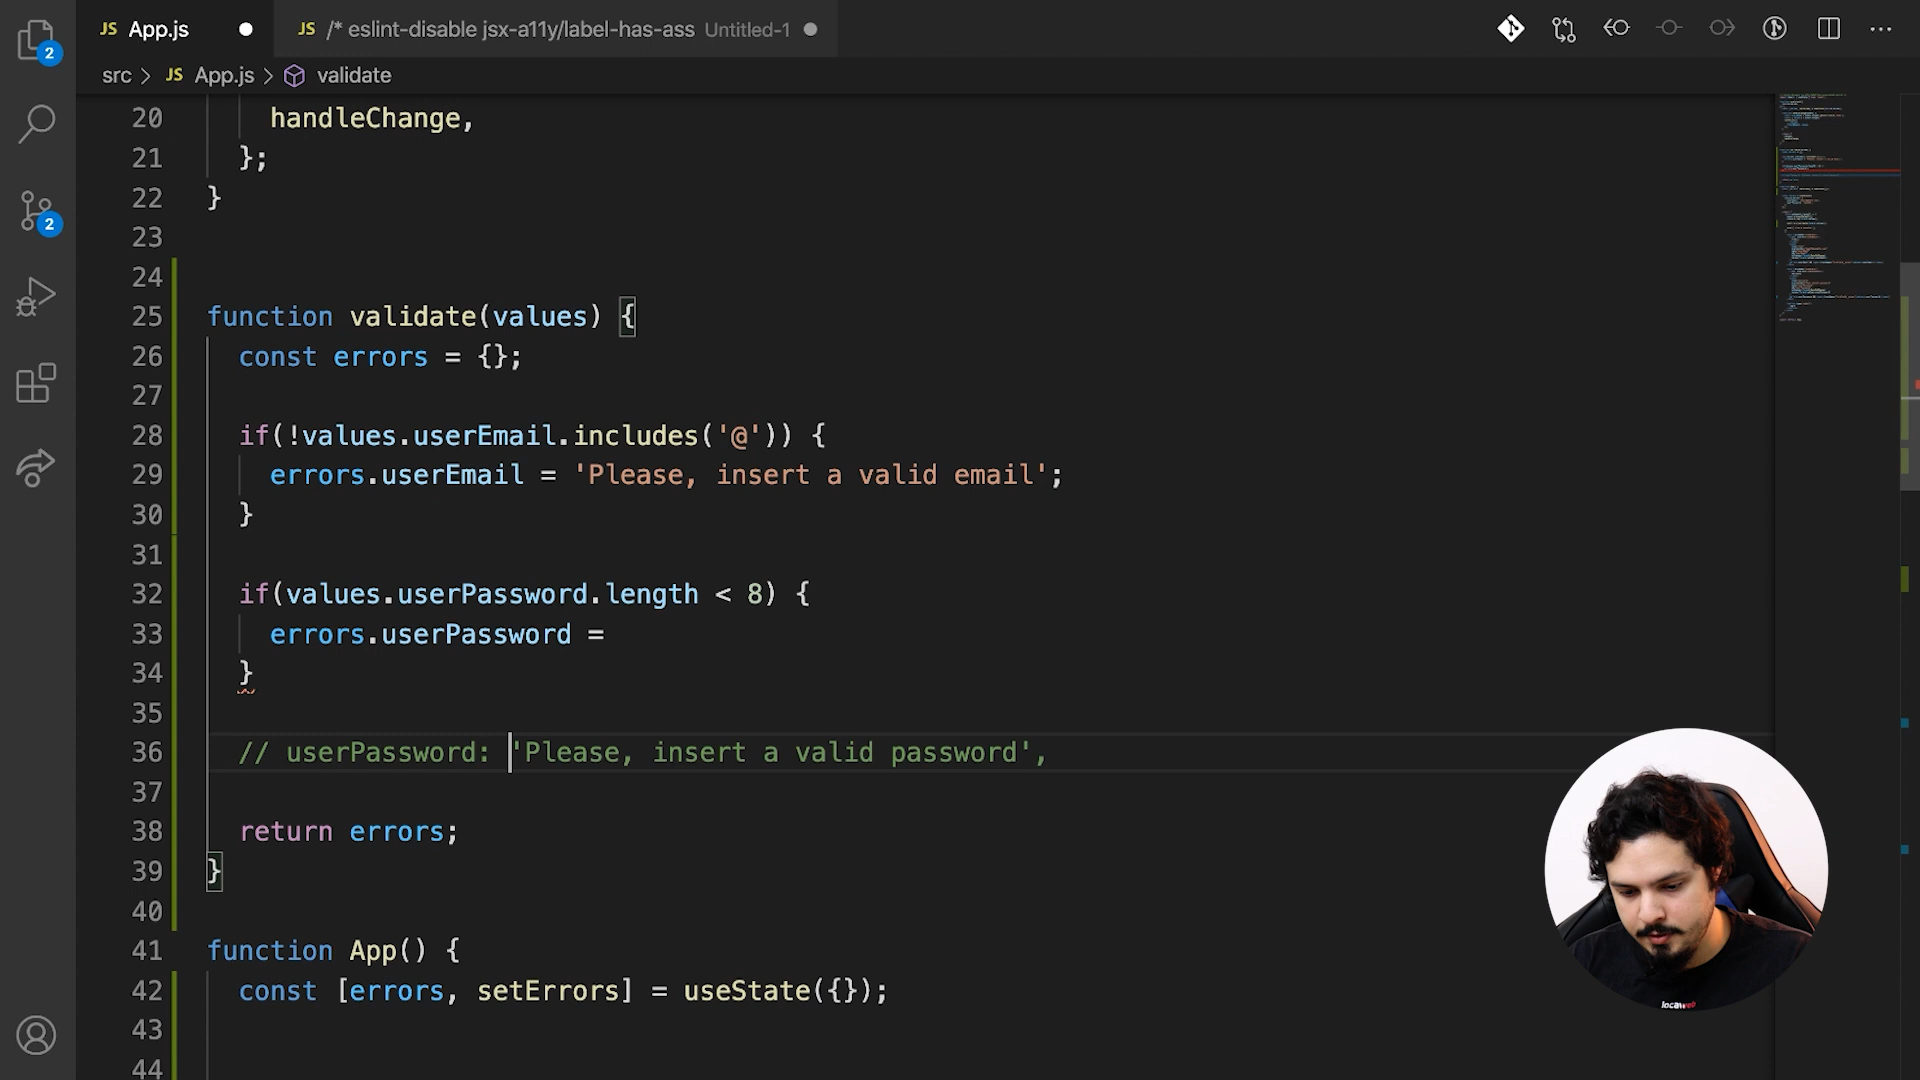 JS App.js
JS /* eslint-disable jsx-a11y/label-has-ass Untitled-1
src > JS App.js > validate
2
2
20 handleChange,
21 };
22 }
23
24
25 function validate(values) {
26 const errors = {};
27
28 if(!values.userEmail.includes('@')) {
29 errors.userEmail = 'Please, insert a valid email';
30 }
31
32 if(values.userPassword.length < 8) {
33 errors.userPassword =
34 }
35
36 // userPassword: 'Please, insert a valid password',
37
38 return errors;
39 }
40
41 function App() {
42 const [errors, setErrors] = useState({});
43
44
locaweb